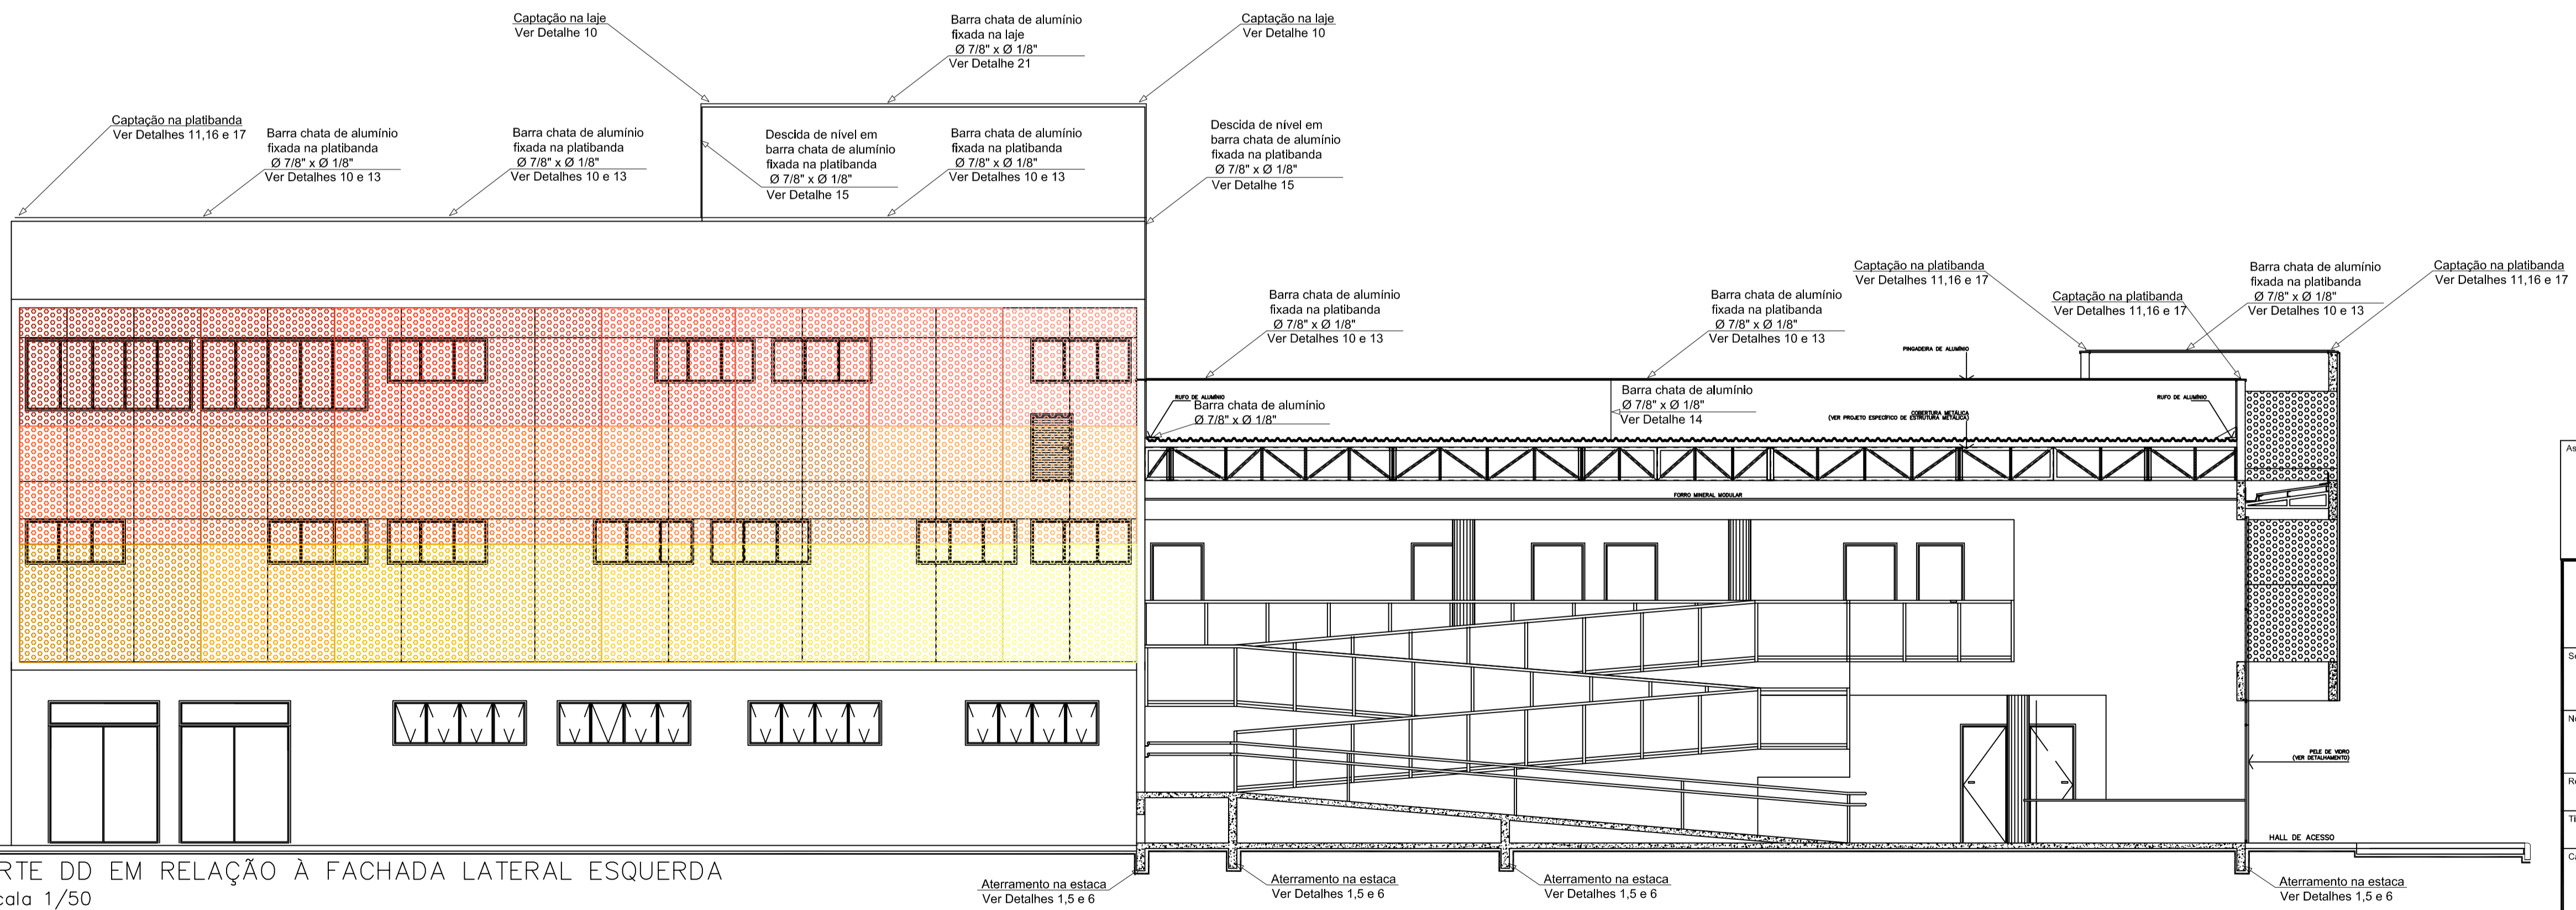 Captação na laje
Ver Detalhe 10
Barra chata de alumínio
fixada na laje
Ø 7/8" x Ø 1/8"
Ver Detalhe 21
Captação na laje
Ver Detalhe 10
Captação na platibanda
Ver Detalhes 11,16 e 17
Barra chata de alumínio
fixada na platibanda
Ø 7/8" x Ø 1/8"
Ver Detalhes 10 e 13
Barra chata de alumínio
fixada na platibanda
Ø 7/8" x Ø 1/8"
Ver Detalhes 10 e 13
Descida de nível em
barra chata de alumínio
fixada na platibanda
Ø 7/8" x Ø 1/8"
Ver Detalhe 15
Barra chata de alumínio
fixada na platibanda
Ø 7/8" x Ø 1/8"
Ver Detalhes 10 e 13
Descida de nível em
barra chata de alumínio
fixada na platibanda
Ø 7/8" x Ø 1/8"
Ver Detalhe 15
Barra chata de alumínio
fixada na platibanda
Ø 7/8" x Ø 1/8"
Ver Detalhes 10 e 13
Barra chata de alumínio
fixada na platibanda
Ø 7/8" x Ø 1/8"
Ver Detalhes 10 e 13
Captação na platibanda
Ver Detalhes 11,16 e 17
Captação na platibanda
Ver Detalhes 11,16 e 17
Barra chata de alumínio
fixada na platibanda
Ø 7/8" x Ø 1/8"
Ver Detalhes 10 e 13
Captação na platibanda
Ver Detalhes 11,16 e 17
PINGADEIRA DE ALUMÍNIO
RUFO DE ALUMÍNIO
Barra chata de alumínio
Ø 7/8" x Ø 1/8"
Barra chata de alumínio
Ø 7/8" x Ø 1/8"
Ver Detalhe 14
COBERTURA METÁLICA
(VER PROJETO ESPECÍFICO DE ESTRUTURA METÁLICA)
RUFO DE ALUMÍNIO
FORRO MINERAL MODULAR
PELE DE VIDRO
(VER DETALHAMENTO)
HALL DE ACESSO
RTE DD EM RELAÇÃO À FACHADA LATERAL ESQUERDA
cala 1/50
Aterramento na estaca
Ver Detalhes 1,5 e 6
Aterramento na estaca
Ver Detalhes 1,5 e 6
Aterramento na estaca
Ver Detalhes 1,5 e 6
Aterramento na estaca
Ver Detalhes 1,5 e 6